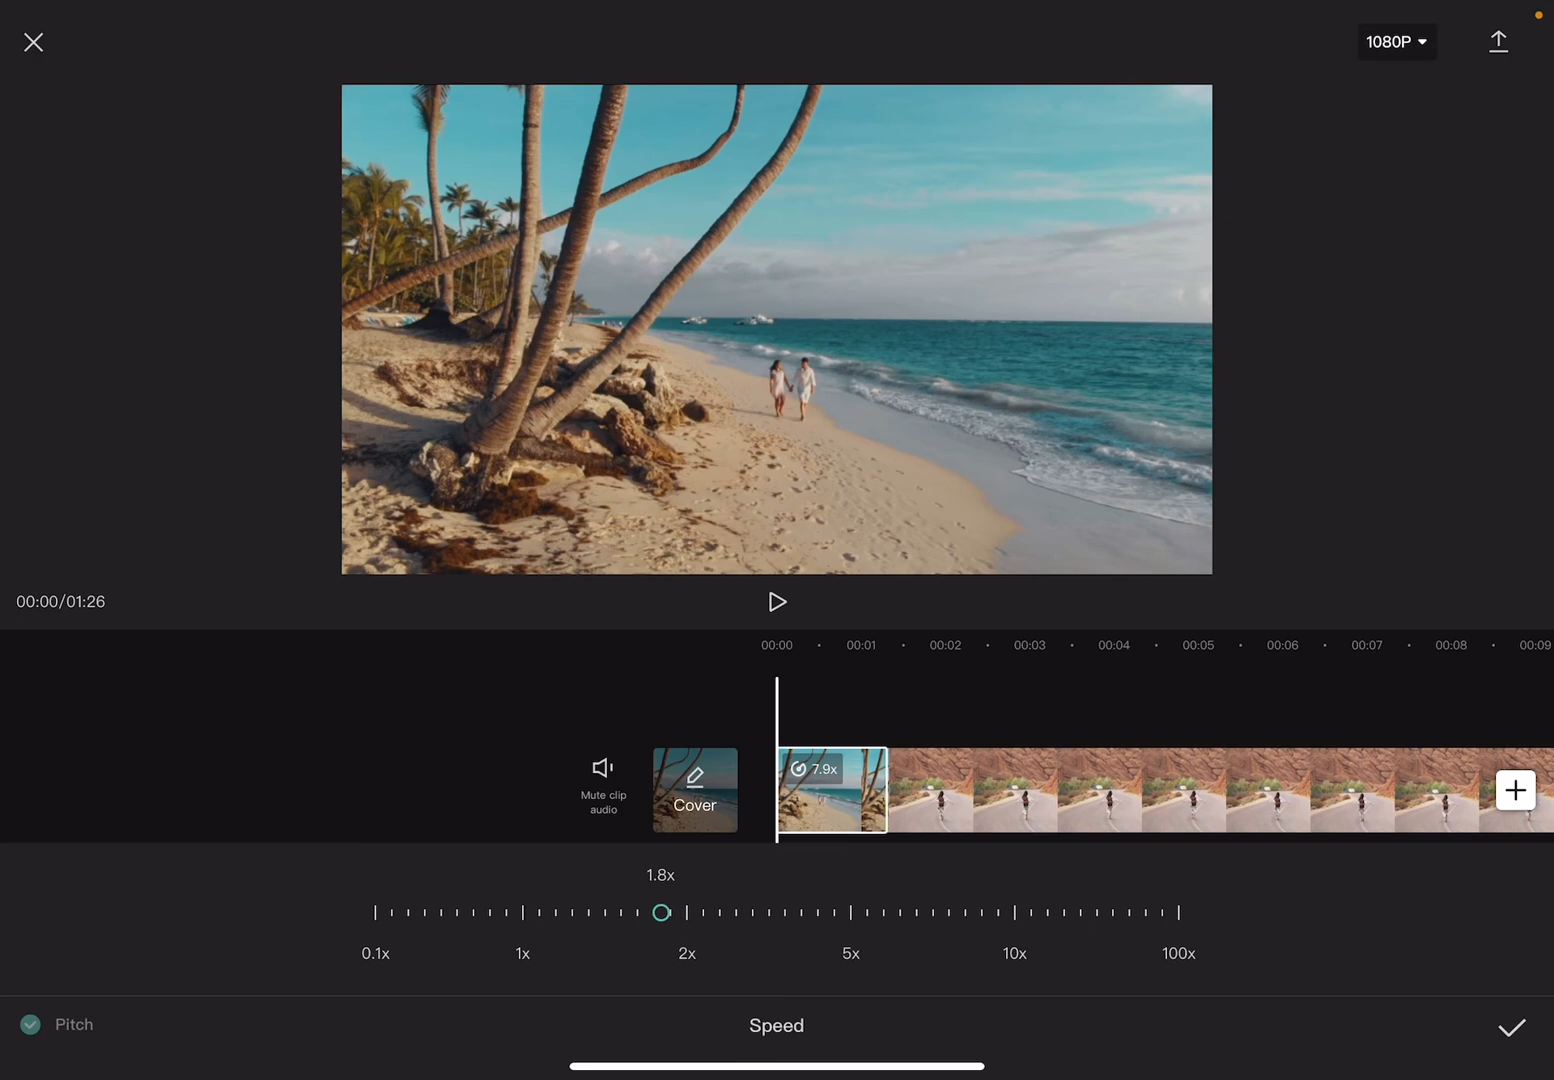 1080P
00:00/01:26
00:00 00:01 00:02 00:03 00:04 00:05 00:06 00:07 00:08 00:09
Mute clip
audio
Cover
7.9x
1.8x
0.1x 1x 2x 5x 10x 100x
Pitch
Speed